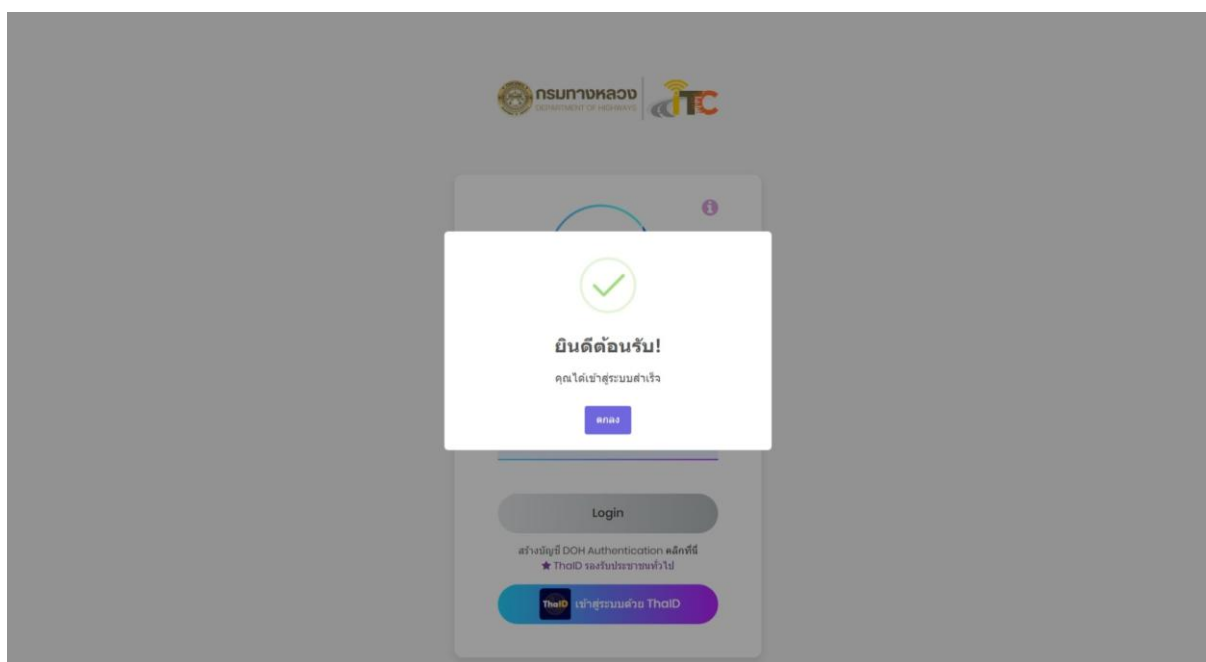 กรมทางหลวง
DEPARTMENT OF HIGHWAYS
iTC
ยินดีต้อนรับ!
คุณได้เข้าสู่ระบบสำเร็จ
ตกลง
Login
สร้างบัญชี DOH Authentication คลิกที่นี่
★ ThaID รองรับประชาชนทั่วไป
ThaID เข้าสู่ระบบด้วย ThaID